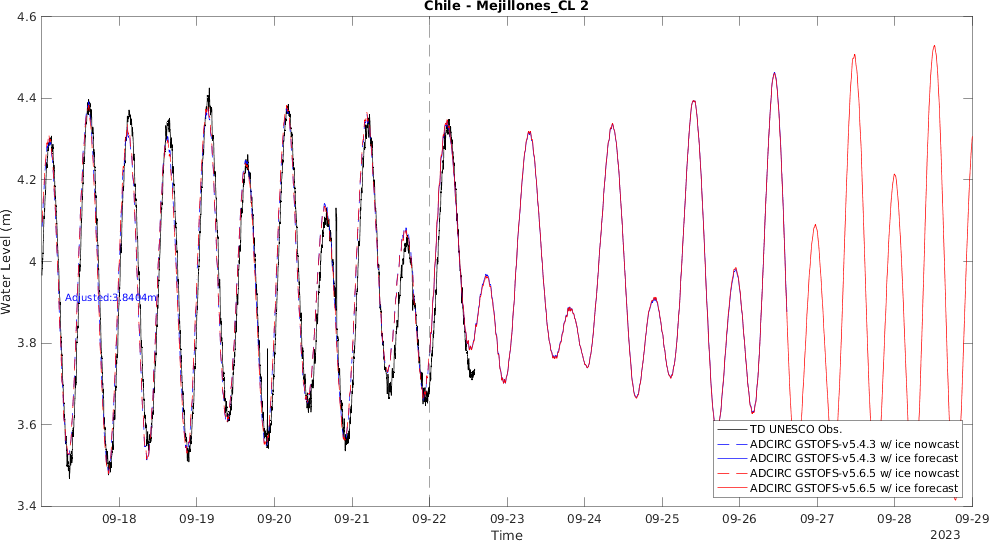 Chile - Mejillones_CL 2
4.6
4.4
4.2
4
3.8
3.6
3.4
Water Level (m)
Adjusted:3.8404m
TD UNESCO Obs.
ADCIRC GSTOFS-v5.4.3 w/ ice nowcast
ADCIRC GSTOFS-v5.4.3 w/ ice forecast
ADCIRC GSTOFS-v5.6.5 w/ ice nowcast
ADCIRC GSTOFS-v5.6.5 w/ ice forecast
09-18 09-19 09-20 09-21 09-22 09-23 09-24 09-25 09-26 09-27 09-28 09-29
Time
2023